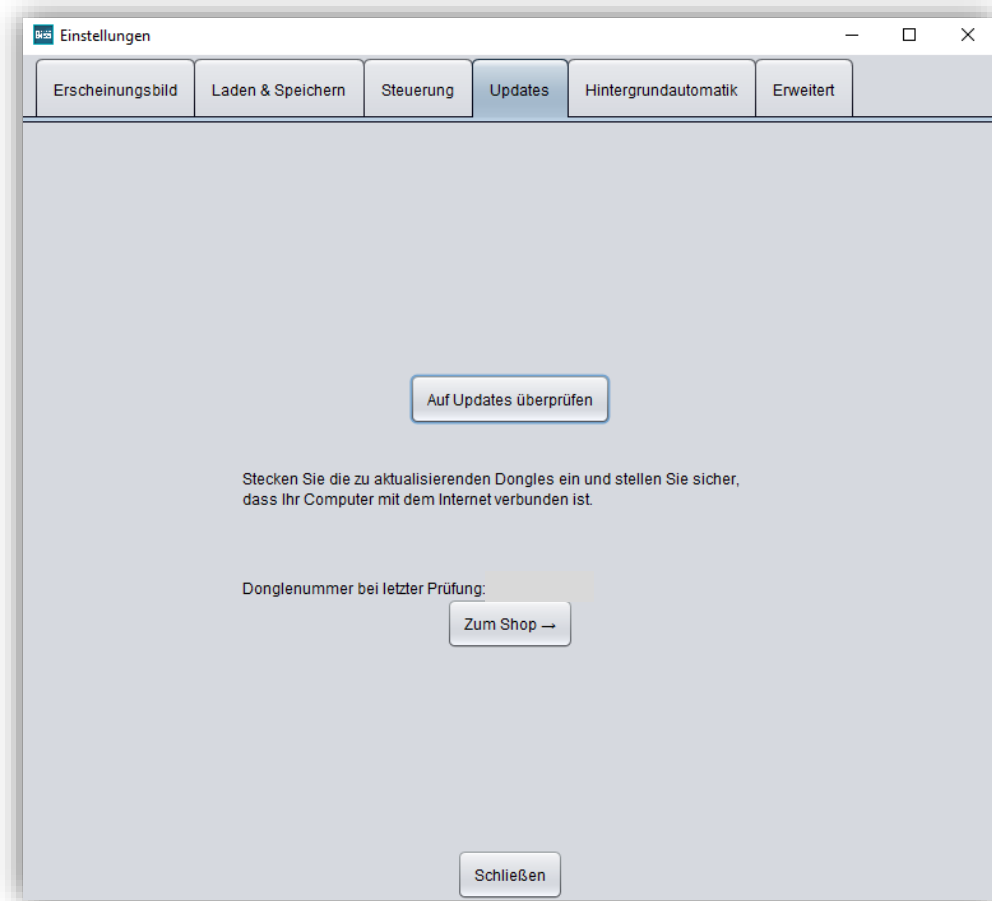 Einstellungen
Erscheinungsbild Laden & Speichern Steuerung Updates Hintergrundautomatik Erweitert
Auf Updates überprüfen
Stecken Sie die zu aktualisierenden Dongles ein und stellen Sie sicher,
dass Ihr Computer mit dem Internet verbunden ist.
Donglenummer bei letzter Prüfung:
Zum Shop →
Schließen